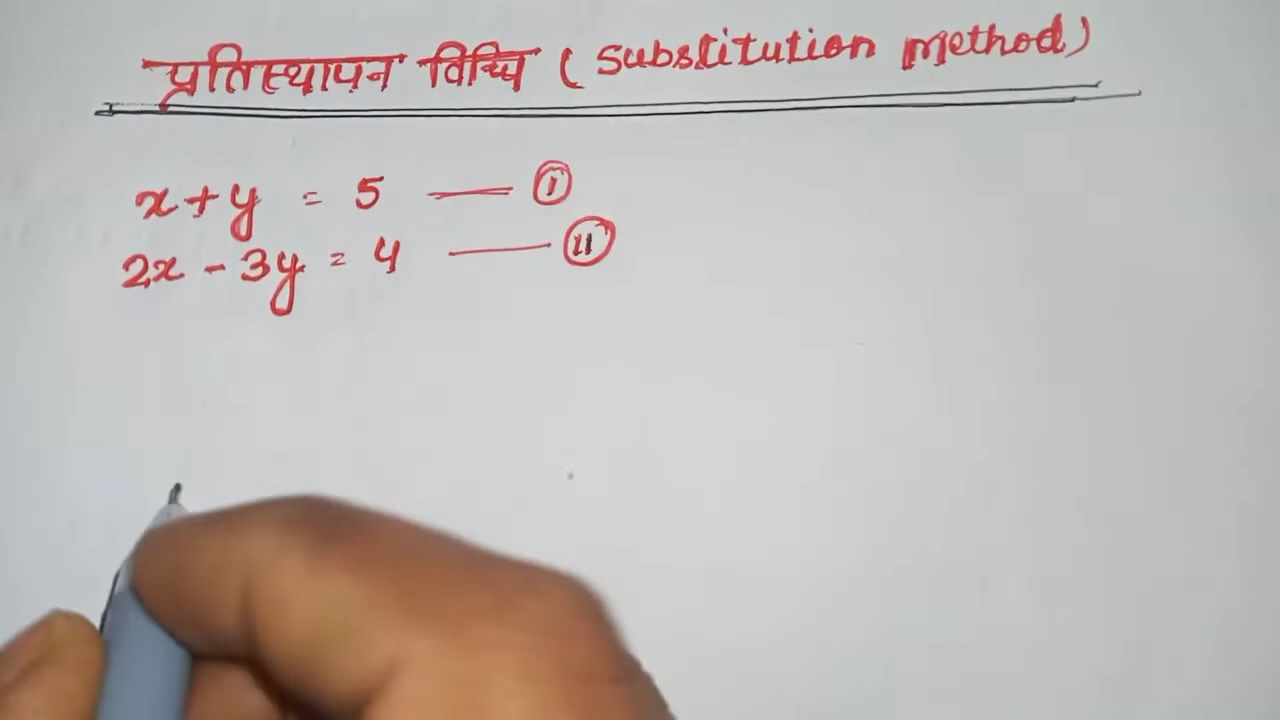 प्रतिस्थापन विधि ( Substitution Method )
x + y = 5 —— (I)
2x - 3y = 4 —— (II)